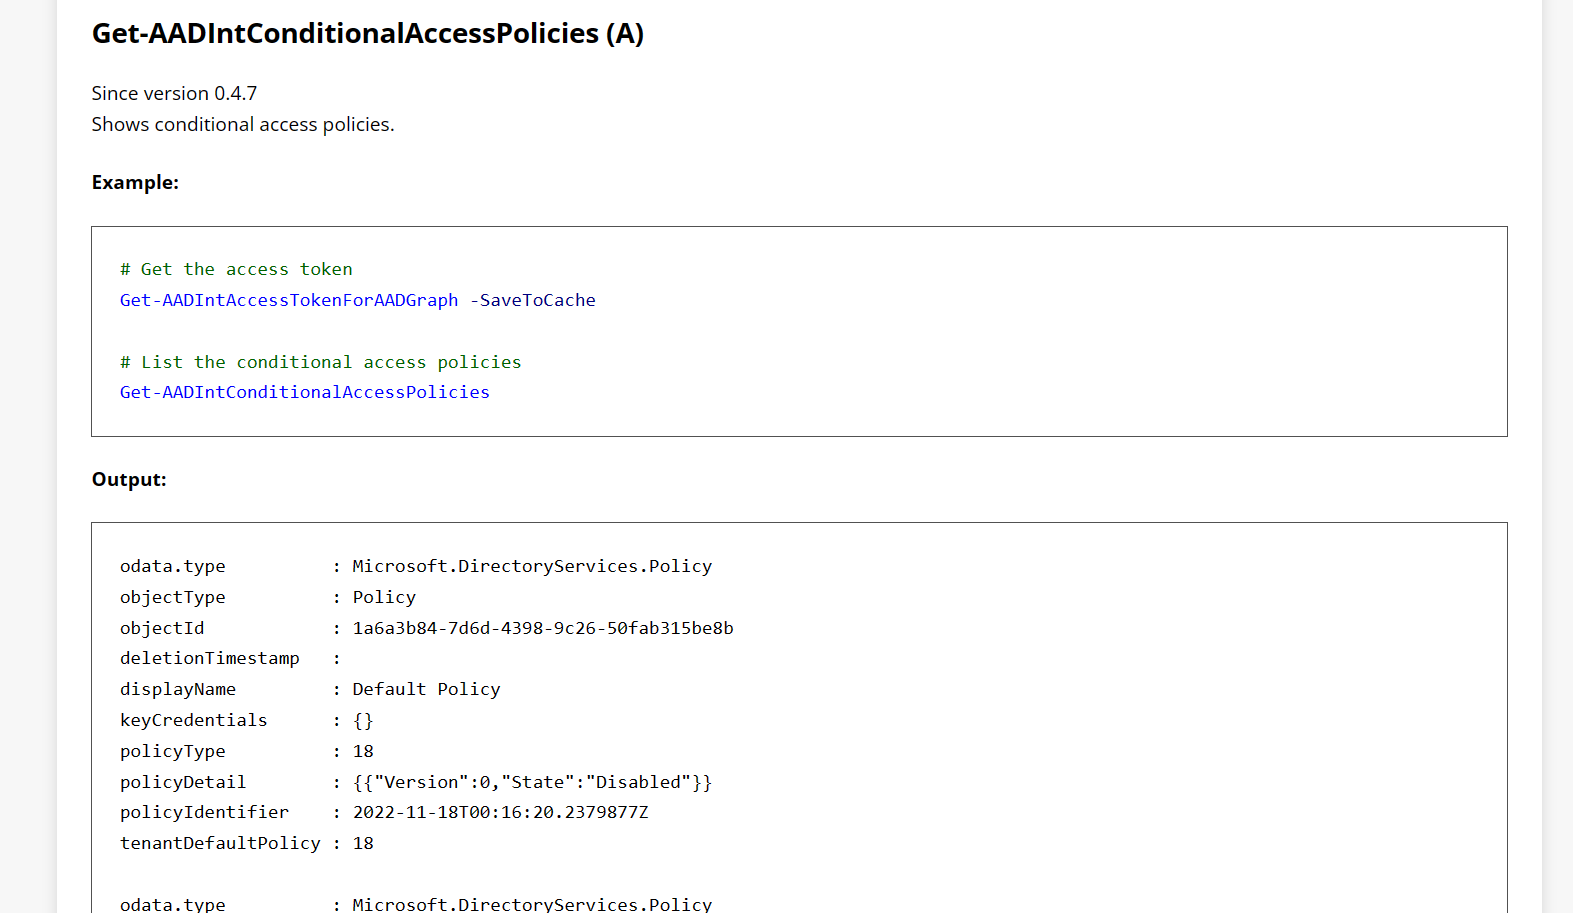 Get-AADIntConditionalAccessPolicies (A)
Since version 0.4.7
Shows conditional access policies.
Example:
# Get the access token
Get-AADIntAccessTokenForAADGraph -SaveToCache
# List the conditional access policies
Get-AADIntConditionalAccessPolicies
Output:
odata.type          : Microsoft.DirectoryServices.Policy
objectType          : Policy
objectId            : 1a6a3b84-7d6d-4398-9c26-50fab315be8b
deletionTimestamp   :
displayName         : Default Policy
keyCredentials      : {}
policyType          : 18
policyDetail        : {{"Version":0,"State":"Disabled"}}
policyIdentifier    : 2022-11-18T00:16:20.2379877Z
tenantDefaultPolicy : 18
odata.type          : Microsoft.DirectoryServices.Policy